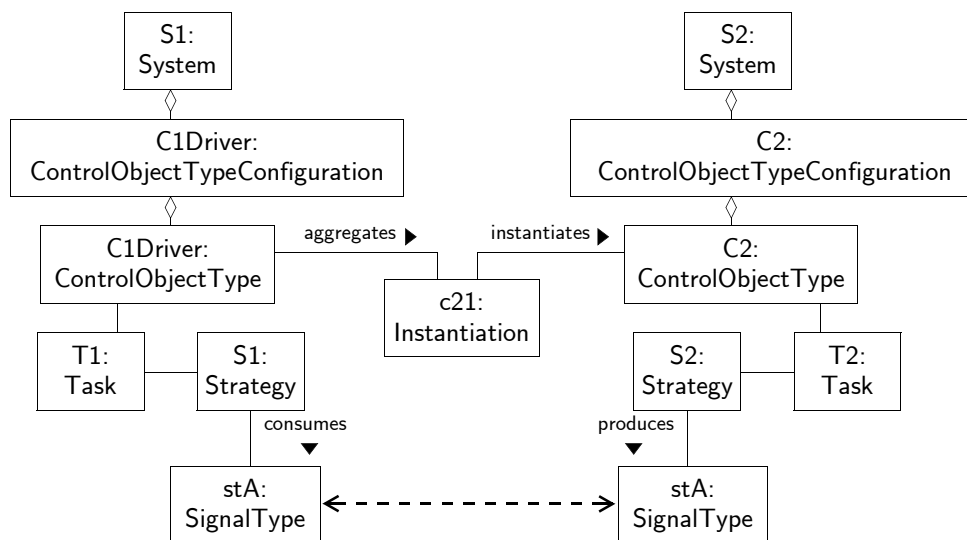 S1:
System
S2:
System
C1Driver:
ControlObjectTypeConfiguration
C2:
ControlObjectTypeConfiguration
C1Driver:
ControlObjectType
aggregates
instantiates
C2:
ControlObjectType
c21:
Instantiation
T1:
Task
S1:
Strategy
S2:
Strategy
T2:
Task
consumes
produces
stA:
SignalType
stA:
SignalType